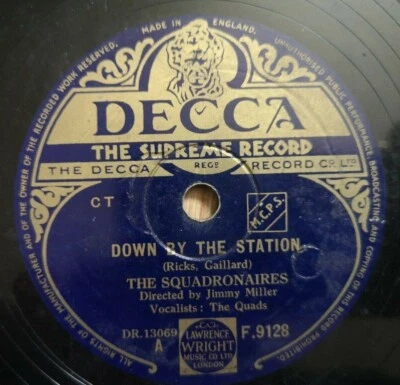 MADE IN ENGLAND.
ALL RIGHTS OF THE MANUFACTURER AND OF THE OWNER OF THE RECORDED WORK RESERVED.
UNAUTHORISED PUBLIC PERFORMANCE, BROADCASTING AND COPYING OF THIS RECORD PROHIBITED.
DECCA
THE SUPREME RECORD
THE DECCA REGD RECORD CO. LTD.
CT
M.C.P.S.
DOWN BY THE STATION
(Ricks, Gaillard)
THE SQUADRONAIRES
Directed by Jimmy Miller
Vocalists: The Quads
DR.13069
A
LAWRENCE
WRIGHT
MUSIC CO LTD
LONDON
F.9128